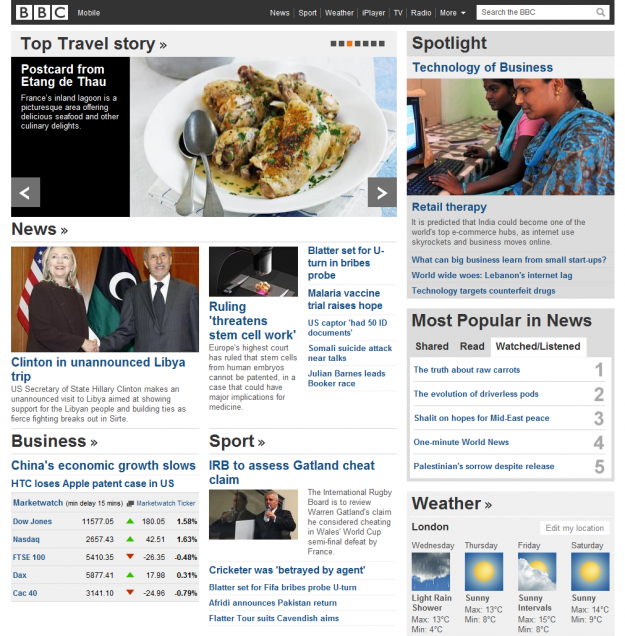 BBC Mobile News Sport Weather iPlayer TV Radio More Search the BBC
Top Travel story »
Postcard from
Etang de Thau
France's inland lagoon is a
picturesque area offering
delicious seafood and other
culinary delights.
News »
Clinton in unannounced Libya
trip
US Secretary of State Hillary Clinton makes an
unannounced visit to Libya aimed at showing
support for the Libyan people and building ties as
fierce fighting breaks out in Sirte.
Ruling
'threatens
stem cell work'
Europe's highest court
has ruled that stem cells
from human embryos
cannot be patented, in a
case that could have
major implications for
medicine.
Blatter set for U-
turn in bribes
probe
Malaria vaccine
trial raises hope
US captor 'had 50 ID
documents'
Somali suicide attack
near talks
Julian Barnes leads
Booker race
Business »
China's economic growth slows
HTC loses Apple patent case in US
Marketwatch (min delay 15 mins) Marketwatch Ticker
Dow Jones 11577.05 180.05 1.58%
Nasdaq 2657.43 42.51 1.63%
FTSE 100 5410.35 -26.35 -0.48%
Dax 5877.41 17.98 0.31%
Cac 40 3141.10 -24.96 -0.79%
Sport »
IRB to assess Gatland cheat
claim
The International Rugby
Board is to review
Warren Gatland's claim
he considered cheating
in Wales' World Cup
semi-final defeat by
France.
Cricketer was 'betrayed by agent'
Blatter set for Fifa bribes probe U-turn
Afridi announces Pakistan return
Flatter Tour suits Cavendish aims
Spotlight
Technology of Business
Retail therapy
It is predicted that India could become one of the
world's top e-commerce hubs, as internet use
skyrockets and business moves online.
What can big business learn from small start-ups?
World wide woes: Lebanon's internet lag
Technology targets counterfeit drugs
Most Popular in News
Shared Read Watched/Listened
The truth about raw carrots 1
The evolution of driverless pods 2
Shalit on hopes for Mid-East peace 3
One-minute World News 4
Palestinian's sorrow despite release 5
Weather »
London Edit my location
Wednesday Thursday Friday Saturday
Light Rain
Shower
Max: 13°C
Min: 4°C
Sunny
Max: 13°C
Min: 8°C
Sunny
Intervals
Max: 15°C
Min: 8°C
Sunny
Max: 14°C
Min: 9°C